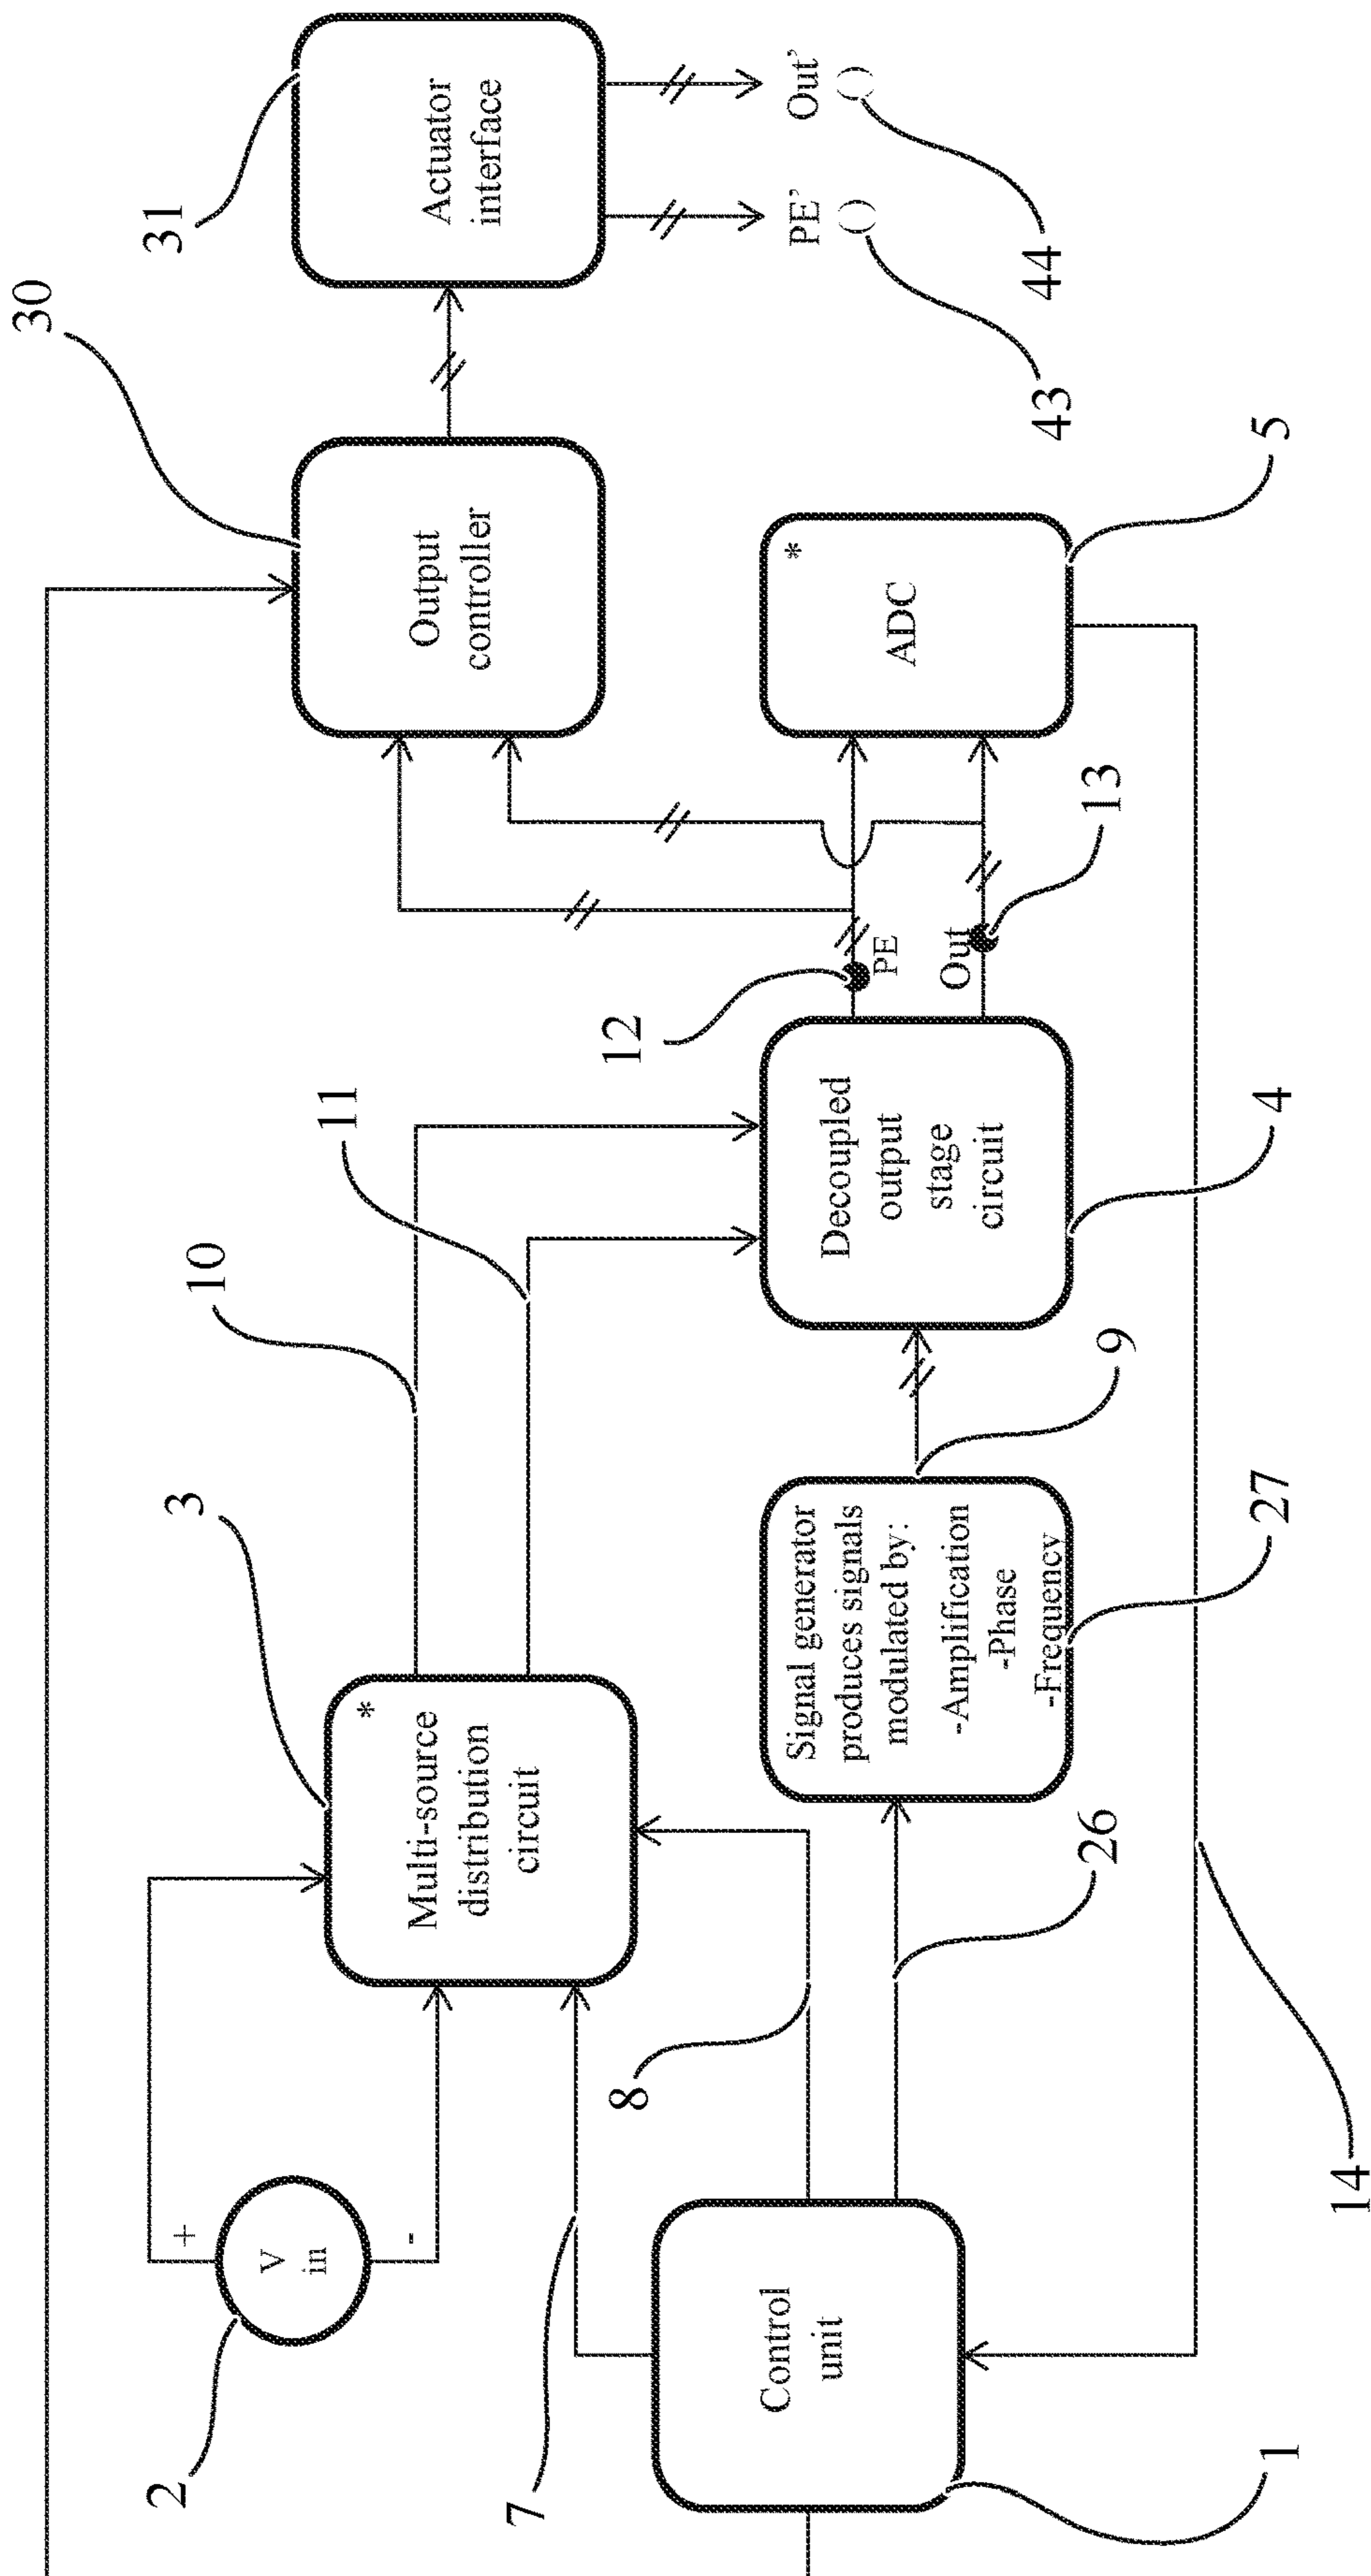 30
31
Output
controller
Actuator
interface
PE’
()
Out’
()
43
44
2
+
V
in
-
3
*
Multi-source
distribution
circuit
10
11
7
8
12
PE
Out
13
*
ADC
5
Control
unit
1
26
Signal generator
produces signals
modulated by:
-Amplification
-Phase
-Frequency
27
9
Decoupled
output
stage
circuit
4
14